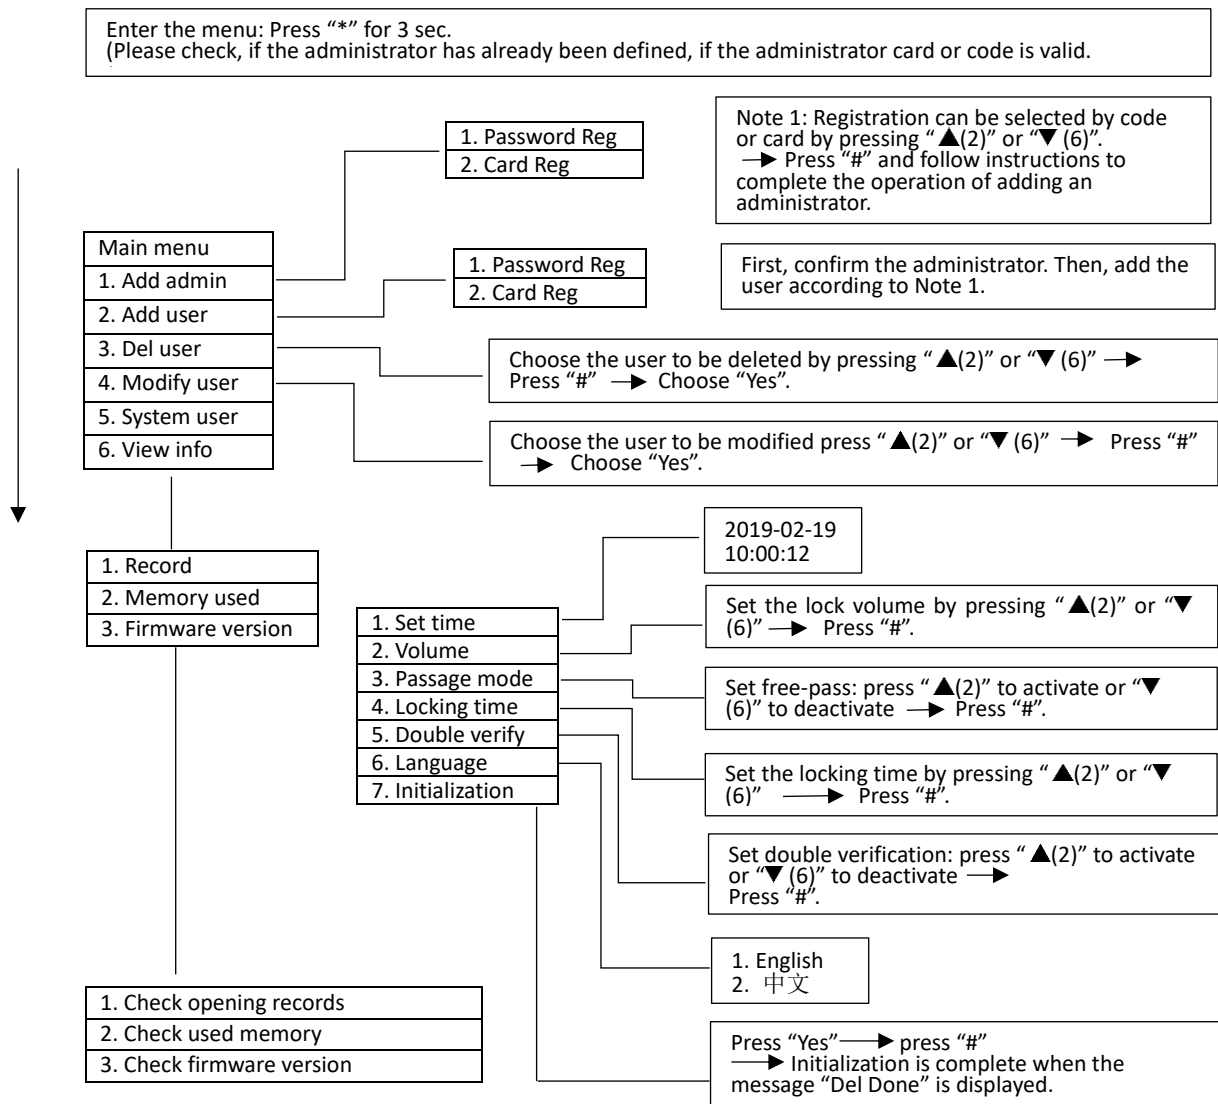 Enter the menu: Press “*” for 3 sec.
(Please check, if the administrator has already been defined, if the administrator card or code is valid.
1. Password Reg
2. Card Reg
Note 1: Registration can be selected by code
or card by pressing “ ▲(2)” or “▼ (6)”.
→ Press “#” and follow instructions to
complete the operation of adding an
administrator.
Main menu
1. Add admin
2. Add user
3. Del user
4. Modify user
5. System user
6. View info
1. Password Reg
2. Card Reg
First, confirm the administrator. Then, add the
user according to Note 1.
Choose the user to be deleted by pressing “ ▲(2)” or “▼ (6)” →
Press “#” → Choose “Yes”.
Choose the user to be modified press “ ▲(2)” or “▼ (6)” → Press “#”
→ Choose “Yes”.
1. Record
2. Memory used
3. Firmware version
1. Set time
2. Volume
3. Passage mode
4. Locking time
5. Double verify
6. Language
7. Initialization
2019-02-19
10:00:12
Set the lock volume by pressing “ ▲(2)” or “▼
(6)” → Press “#”.
Set free-pass: press “ ▲(2)” to activate or “▼
(6)” to deactivate → Press “#”.
Set the locking time by pressing “ ▲(2)” or “▼
(6)” → Press “#”.
Set double verification: press “ ▲(2)” to activate
or “▼ (6)” to deactivate →
Press “#”.
1. English
2. 中文
Press “Yes” → press “#”
→ Initialization is complete when the
message “Del Done” is displayed.
1. Check opening records
2. Check used memory
3. Check firmware version